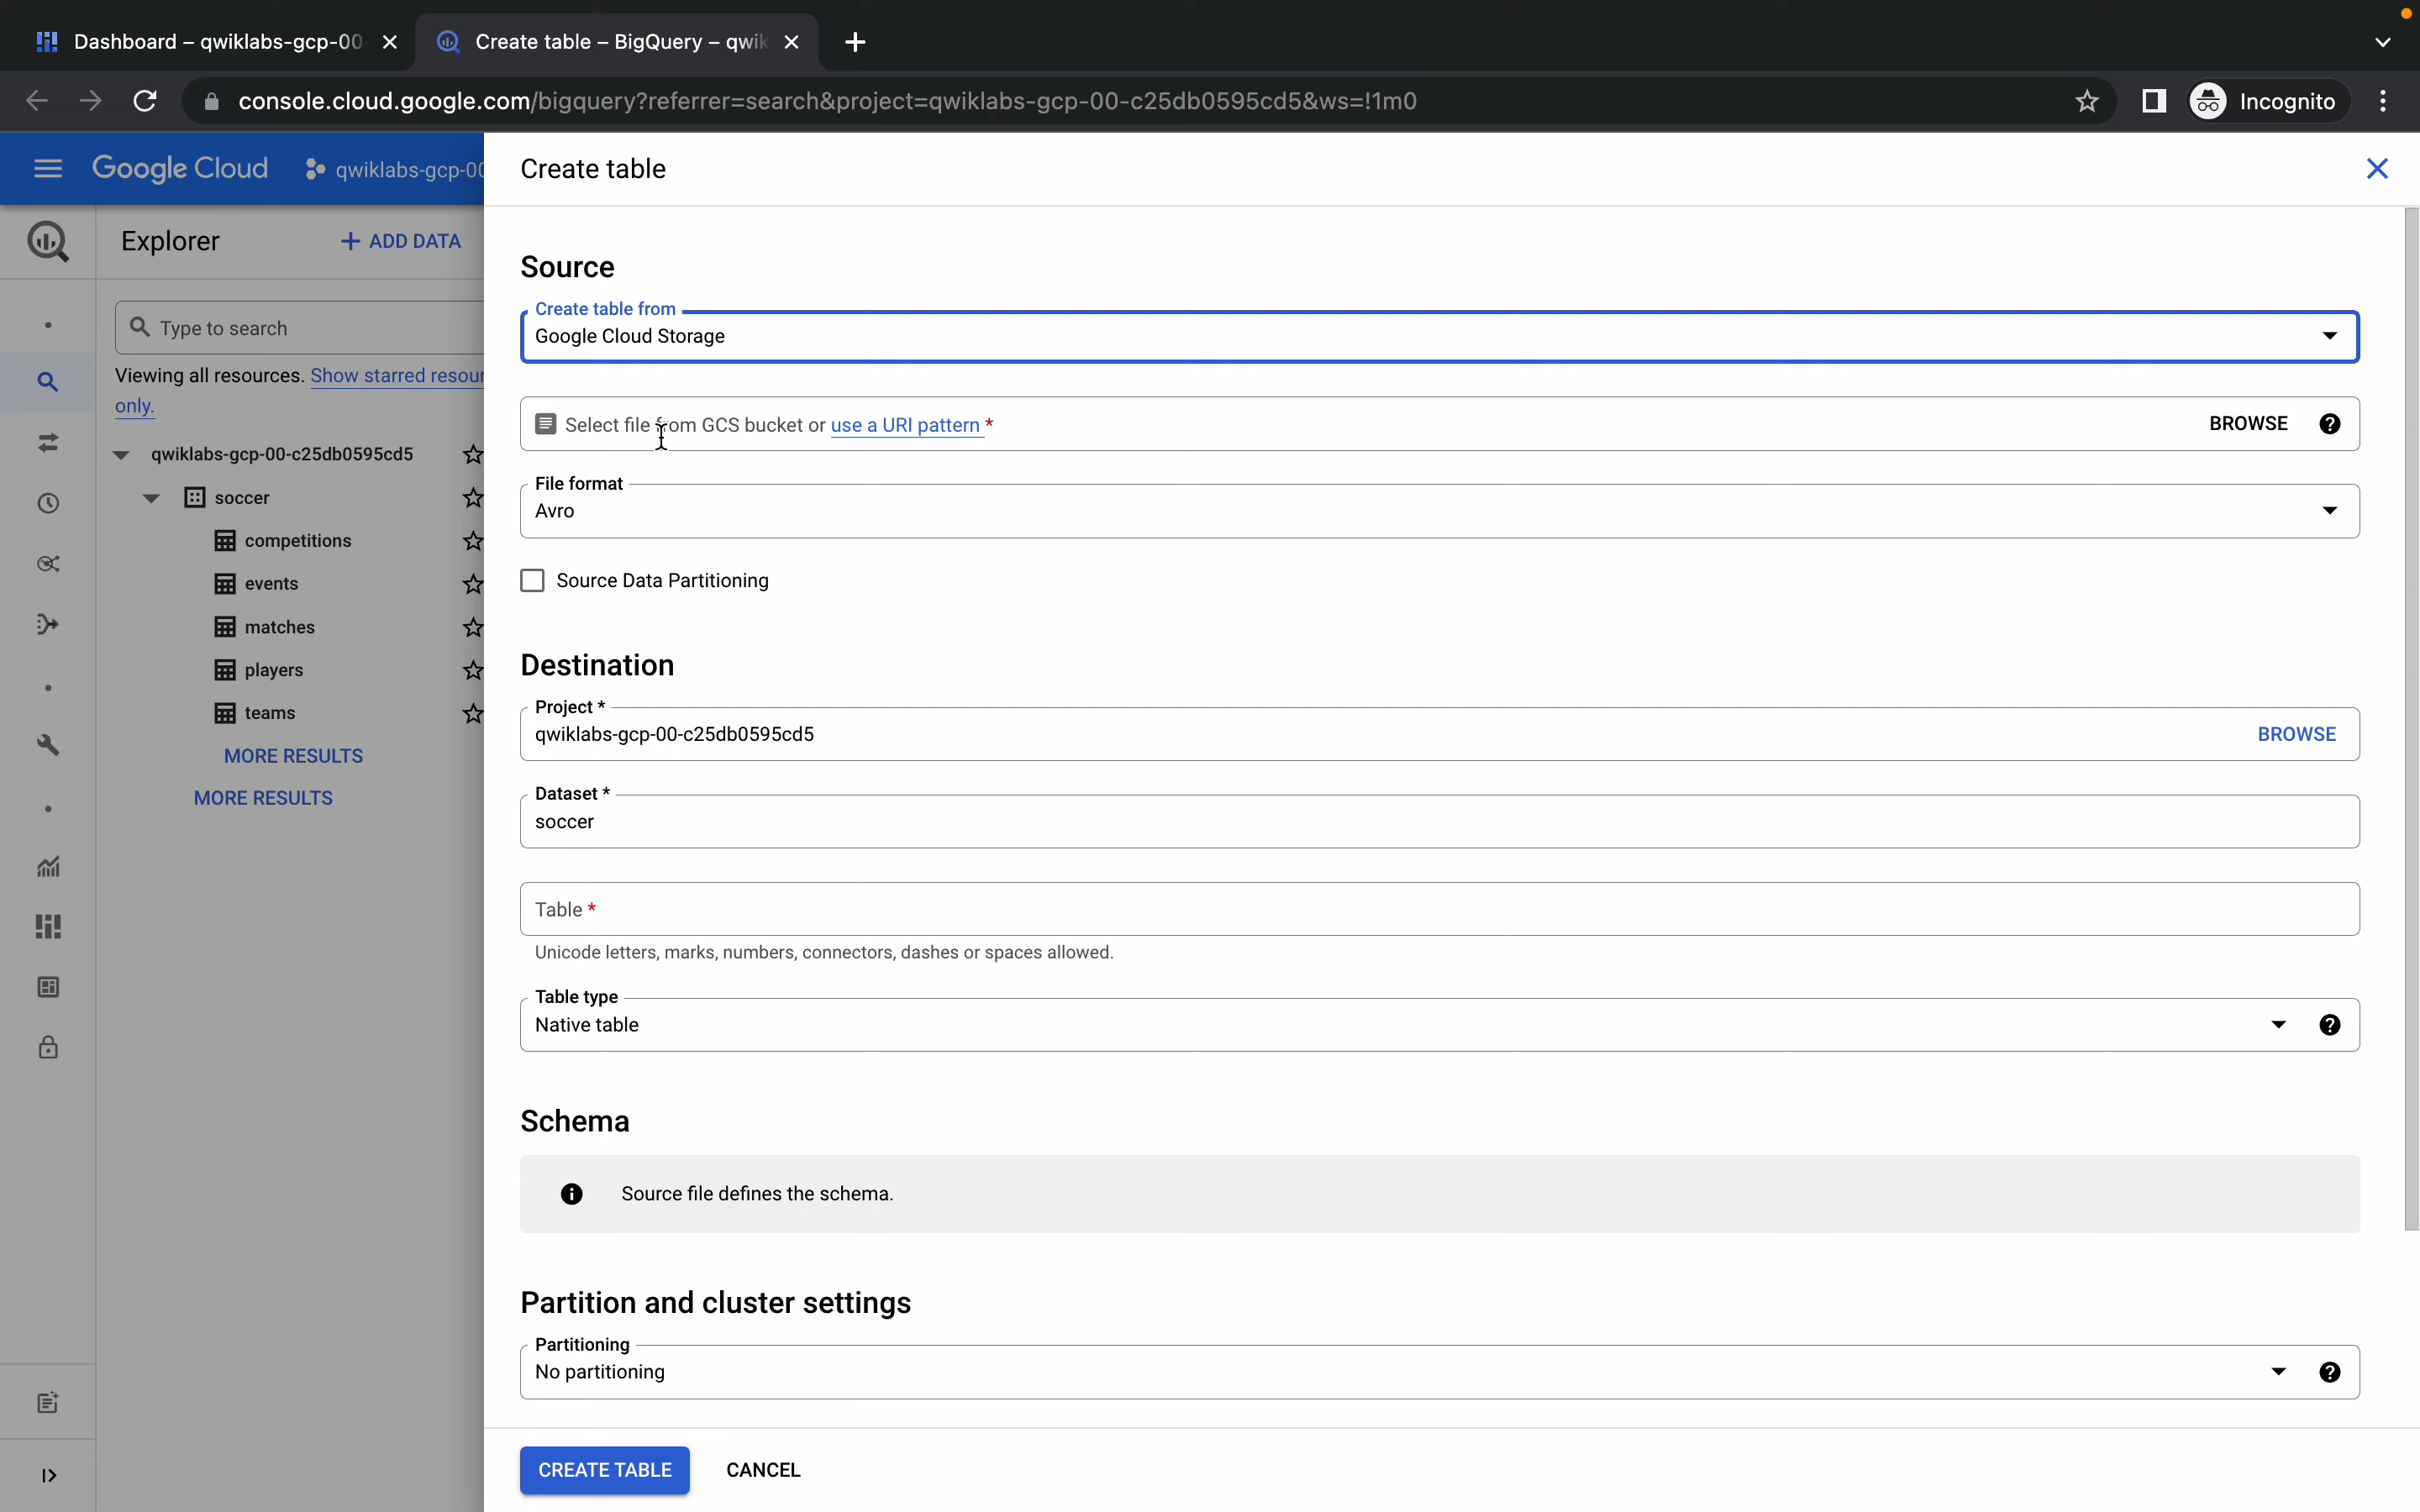 Dashboard – qwiklabs-gcp-00-
Create table – BigQuery – qwik
console.cloud.google.com/bigquery?referrer=search&project=qwiklabs-gcp-00-c25db0595cd5&ws=!1m0
Incognito
Google Cloud
qwiklabs-gcp-00
Create table
Explorer
+ ADD DATA
Type to search
Viewing all resources. Show starred resour
only.
qwiklabs-gcp-00-c25db0595cd5
soccer
competitions
events
matches
players
teams
MORE RESULTS
MORE RESULTS
Source
Create table from
Google Cloud Storage
Select file from GCS bucket or use a URI pattern *
BROWSE
File format
Avro
Source Data Partitioning
Destination
Project *
qwiklabs-gcp-00-c25db0595cd5
BROWSE
Dataset *
soccer
Table *
Unicode letters, marks, numbers, connectors, dashes or spaces allowed.
Table type
Native table
Schema
Source file defines the schema.
Partition and cluster settings
Partitioning
No partitioning
CREATE TABLE
CANCEL